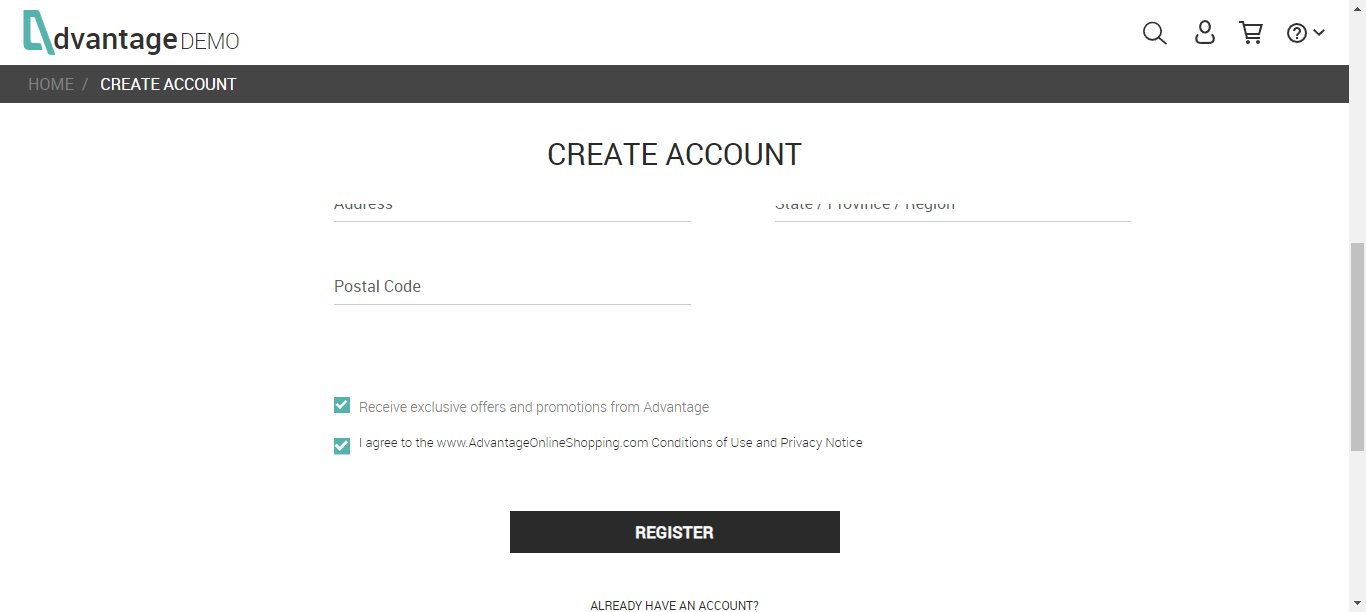 dvantage DEMO
HOME / CREATE ACCOUNT
CREATE ACCOUNT
Address State / Province / Region
Postal Code
Receive exclusive offers and promotions from Advantage
I agree to the www.AdvantageOnlineShopping.com Conditions of Use and Privacy Notice
REGISTER
ALREADY HAVE AN ACCOUNT?